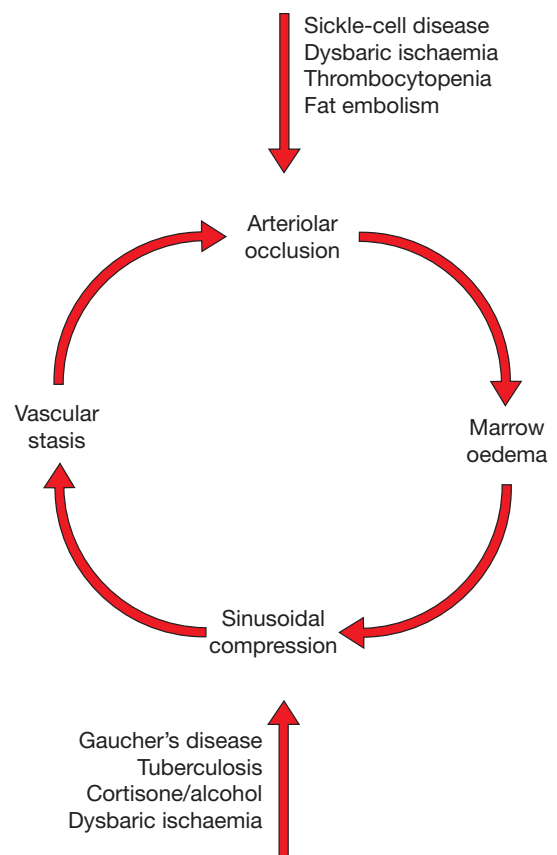 Sickle-cell disease
Dysbaric ischaemia
Thrombocytopenia
Fat embolism
Arteriolar
occlusion
Vascular
stasis
Marrow
oedema
Sinusoidal
compression
Gaucher’s disease
Tuberculosis
Cortisone/alcohol
Dysbaric ischaemia